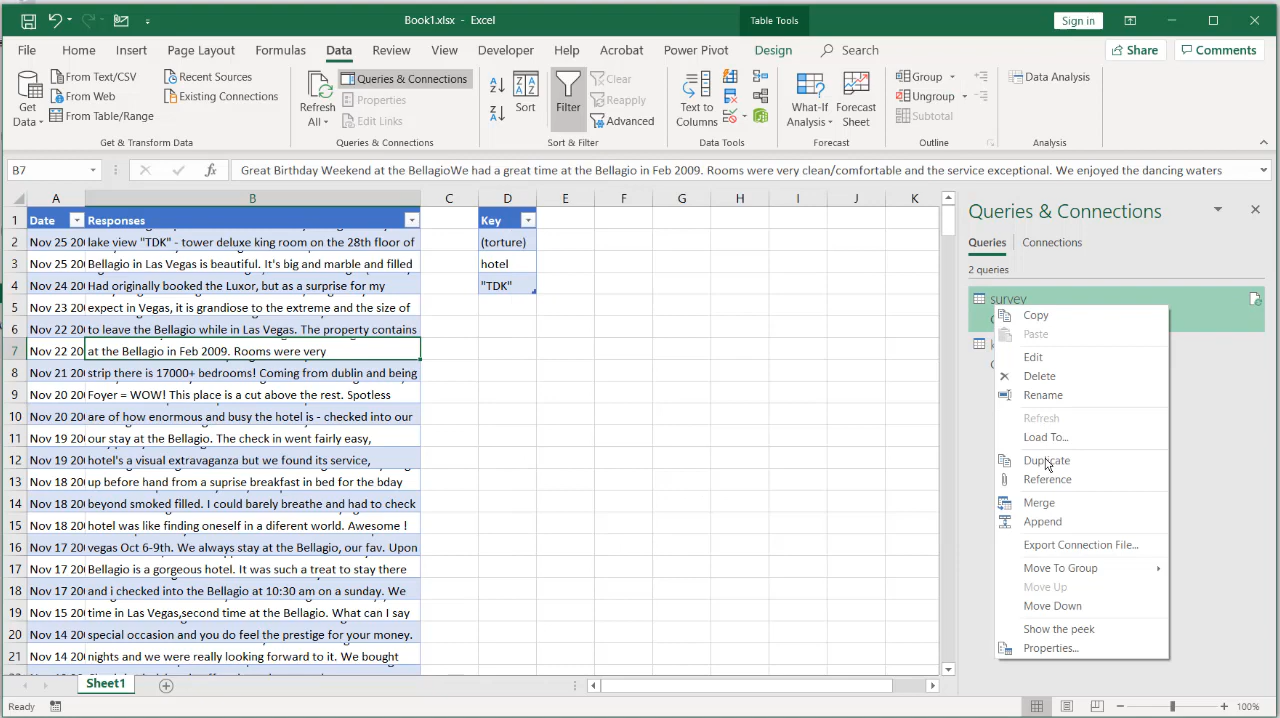 Book1.xlsx - Excel
Table Tools
Sign in
File Home Insert Page Layout Formulas Data Review View Developer Help Acrobat Power Pivot Design Search Share Comments
Get Data
From Text/CSV
From Web
From Table/Range
Recent Sources
Existing Connections
Get & Transform Data
Refresh All
Queries & Connections
Properties
Edit Links
Queries & Connections
Sort
Filter
Clear
Reapply
Advanced
Sort & Filter
Text to Columns
Data Tools
What-If Analysis
Forecast Sheet
Forecast
Group
Ungroup
Subtotal
Outline
Data Analysis
Analysis
B7 fx Great Birthday Weekend at the BellagioWe had a great time at the Bellagio in Feb 2009. Rooms were very clean/comfortable and the service exceptional. We enjoyed the dancing waters
A B C D E F G H I J K
1 Date Responses Key
2 Nov 25 20 lake view "TDK" - tower deluxe king room on the 28th floor of (torture)
3 Nov 25 20 Bellagio in Las Vegas is beautiful. It's big and marble and filled hotel
4 Nov 24 20 Had originally booked the Luxor, but as a surprise for my "TDK"
5 Nov 23 20 expect in Vegas, it is grandiose to the extreme and the size of
6 Nov 22 20 to leave the Bellagio while in Las Vegas. The property contains
7 Nov 22 20 at the Bellagio in Feb 2009. Rooms were very
8 Nov 21 20 strip there is 17000+ bedrooms! Coming from dublin and being
9 Nov 20 20 Foyer = WOW! This place is a cut above the rest. Spotless
10 Nov 20 20 are of how enormous and busy the hotel is - checked into our
11 Nov 19 20 our stay at the Bellagio. The check in went fairly easy,
12 Nov 19 20 hotel's a visual extravaganza but we found its service,
13 Nov 18 20 up before hand from a suprise breakfast in bed for the bday
14 Nov 18 20 beyond smoked filled. I could barely breathe and had to check
15 Nov 18 20 hotel was like finding oneself in a diferent world. Awesome !
16 Nov 17 20 vegas Oct 6-9th. We always stay at the Bellagio, our fav. Upon
17 Nov 17 20 Bellagio is a gorgeous hotel. It was such a treat to stay there
18 Nov 17 20 and i checked into the Bellagio at 10:30 am on a sunday. We
19 Nov 15 20 time in Las Vegas,second time at the Bellagio. What can I say
20 Nov 14 20 special occasion and you do feel the prestige for your money.
21 Nov 14 20 nights and we were really looking forward to it. We bought
Queries & Connections
Queries Connections
2 queries
survey
Copy
Paste
Edit
Delete
Rename
Refresh
Load To...
Duplicate
Reference
Merge
Append
Export Connection File...
Move To Group
Move Up
Move Down
Show the peek
Properties...
Sheet1
Ready
100%